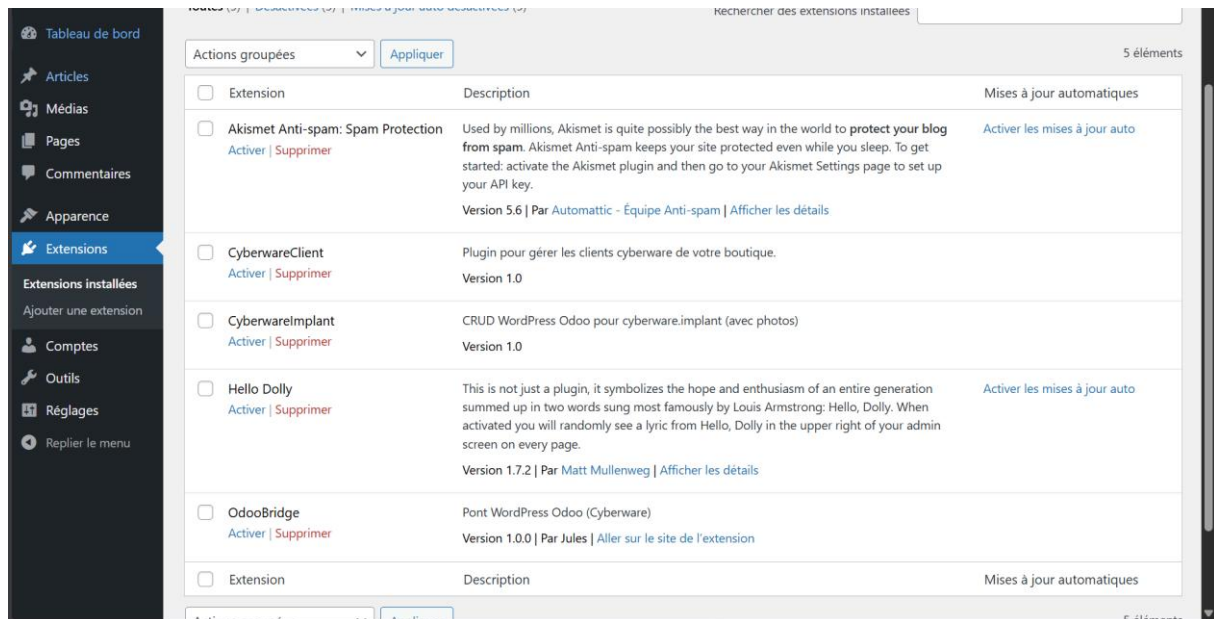 Toutes (5) | Désactivées (5) | Mises à jour auto désactivées (5)
Rechercher des extensions installées
Tableau de bord
Articles
Médias
Pages
Commentaires
Apparence
Extensions
Extensions installées
Ajouter une extension
Comptes
Outils
Réglages
Replier le menu
Actions groupées
Appliquer
5 éléments
Extension Description Mises à jour automatiques
Akismet Anti-spam: Spam Protection
Activer | Supprimer
Used by millions, Akismet is quite possibly the best way in the world to protect your blog
from spam. Akismet Anti-spam keeps your site protected even while you sleep. To get
started: activate the Akismet plugin and then go to your Akismet Settings page to set up
your API key.
Version 5.6 | Par Automattic - Équipe Anti-spam | Afficher les détails
Activer les mises à jour auto
CyberwareClient
Activer | Supprimer
Plugin pour gérer les clients cyberware de votre boutique.
Version 1.0
CyberwareImplant
Activer | Supprimer
CRUD WordPress Odoo pour cyberware.implant (avec photos)
Version 1.0
Hello Dolly
Activer | Supprimer
This is not just a plugin, it symbolizes the hope and enthusiasm of an entire generation
summed up in two words sung most famously by Louis Armstrong: Hello, Dolly. When
activated you will randomly see a lyric from Hello, Dolly in the upper right of your admin
screen on every page.
Version 1.7.2 | Par Matt Mullenweg | Afficher les détails
Activer les mises à jour auto
OdooBridge
Activer | Supprimer
Pont WordPress Odoo (Cyberware)
Version 1.0.0 | Par Jules | Aller sur le site de l'extension
Extension Description Mises à jour automatiques
5 éléments